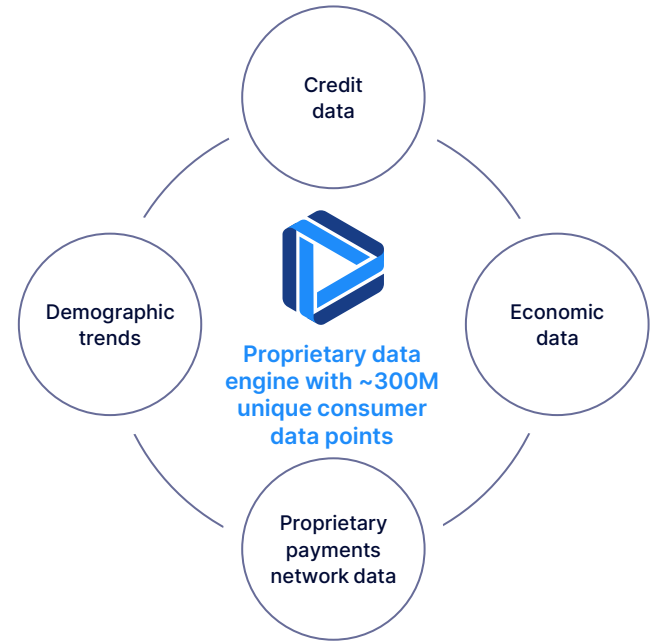 Credit
data
Demographic
trends
Economic
data
Proprietary data
engine with ~300M
unique consumer
data points
Proprietary
payments
network data